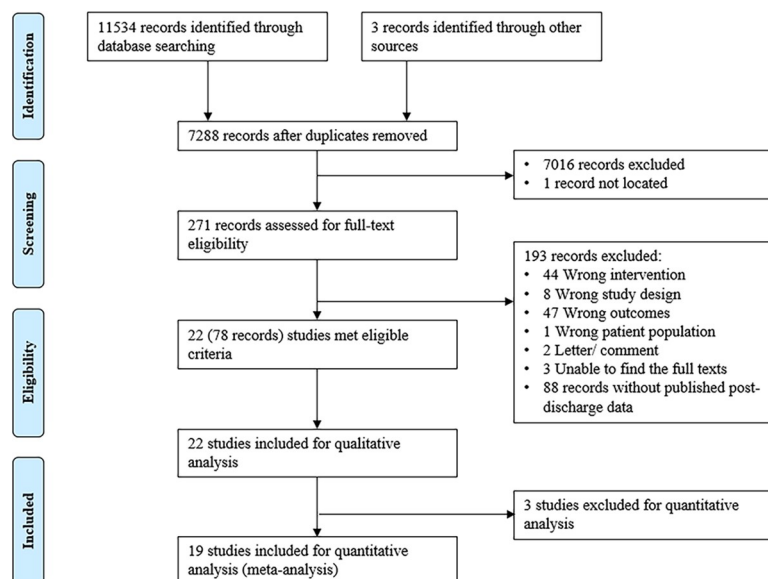 Identification
11534 records identified through
database searching
3 records identified through other
sources
7288 records after duplicates removed
Screening
• 7016 records excluded
• 1 record not located
271 records assessed for full-text
eligibility
193 records excluded:
• 44 Wrong intervention
• 8 Wrong study design
• 47 Wrong outcomes
• 1 Wrong patient population
• 2 Letter/ comment
• 3 Unable to find the full texts
• 88 records without published post-
discharge data
Eligibility
22 (78 records) studies met eligible
criteria
22 studies included for qualitative
analysis
Included
3 studies excluded for quantitative
analysis
19 studies included for quantitative
analysis (meta-analysis)